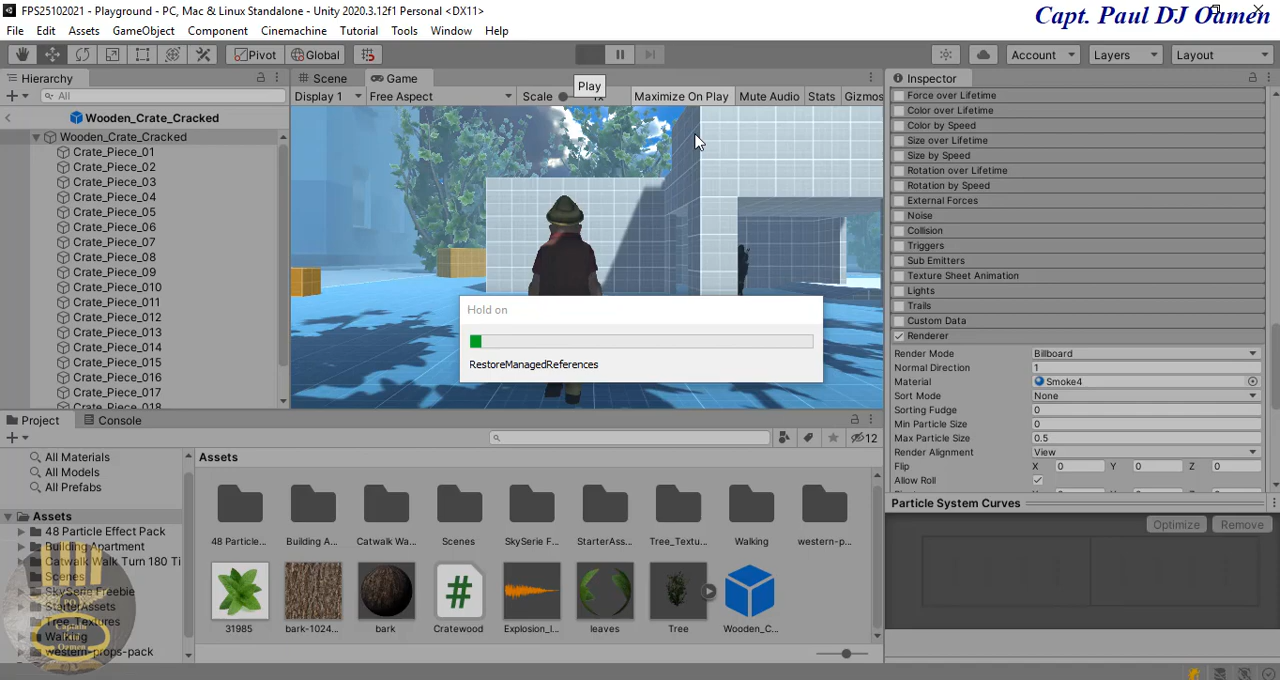 FPS25102021 - Playground - PC, Mac & Linux Standalone - Unity 2020.3.12f1 Personal <DX11>
Capt. Paul DJ Oamen
File Edit Assets GameObject Component Cinemachine Tutorial Tools Window Help
Pivot Global Account Layers Layout
Hierarchy
Scene Game
Inspector
All
Display 1 Free Aspect Scale 1x Maximize On Play Mute Audio Stats Gizmos
Play
Wooden_Crate_Cracked
Wooden_Crate_Cracked
Crate_Piece_01
Crate_Piece_02
Crate_Piece_03
Crate_Piece_04
Crate_Piece_05
Crate_Piece_06
Crate_Piece_07
Crate_Piece_08
Crate_Piece_09
Crate_Piece_010
Crate_Piece_011
Crate_Piece_012
Crate_Piece_013
Crate_Piece_014
Crate_Piece_015
Crate_Piece_016
Crate_Piece_017
Crate_Piece_018
Hold on
RestoreManagedReferences
Force over Lifetime
Color over Lifetime
Color by Speed
Size over Lifetime
Size by Speed
Rotation over Lifetime
Rotation by Speed
External Forces
Noise
Collision
Triggers
Sub Emitters
Texture Sheet Animation
Lights
Trails
Custom Data
Renderer
Render Mode Billboard
Normal Direction 1
Material Smoke4
Sort Mode None
Sorting Fudge 0
Min Particle Size 0
Max Particle Size 0.5
Render Alignment View
Flip X 0 Y 0 Z 0
Allow Roll
Particle System Curves
Optimize Remove
Project Console
12
All Materials
All Models
All Prefabs
Assets
48 Particle Effect Pack
Building Apartment
Catwalk Walk Turn 180 Ti
Scenes
SkySerie Freebie
StarterAssets
Tree_Textures
Walking
western-props-pack
Assets
48 Particle... Building A... Catwalk Wa... Scenes SkySerie F... StarterAss... Tree_Textu... Walking western-p...
31985 bark-1024... bark Cratewood Explosion_I... leaves Tree Wooden_C...